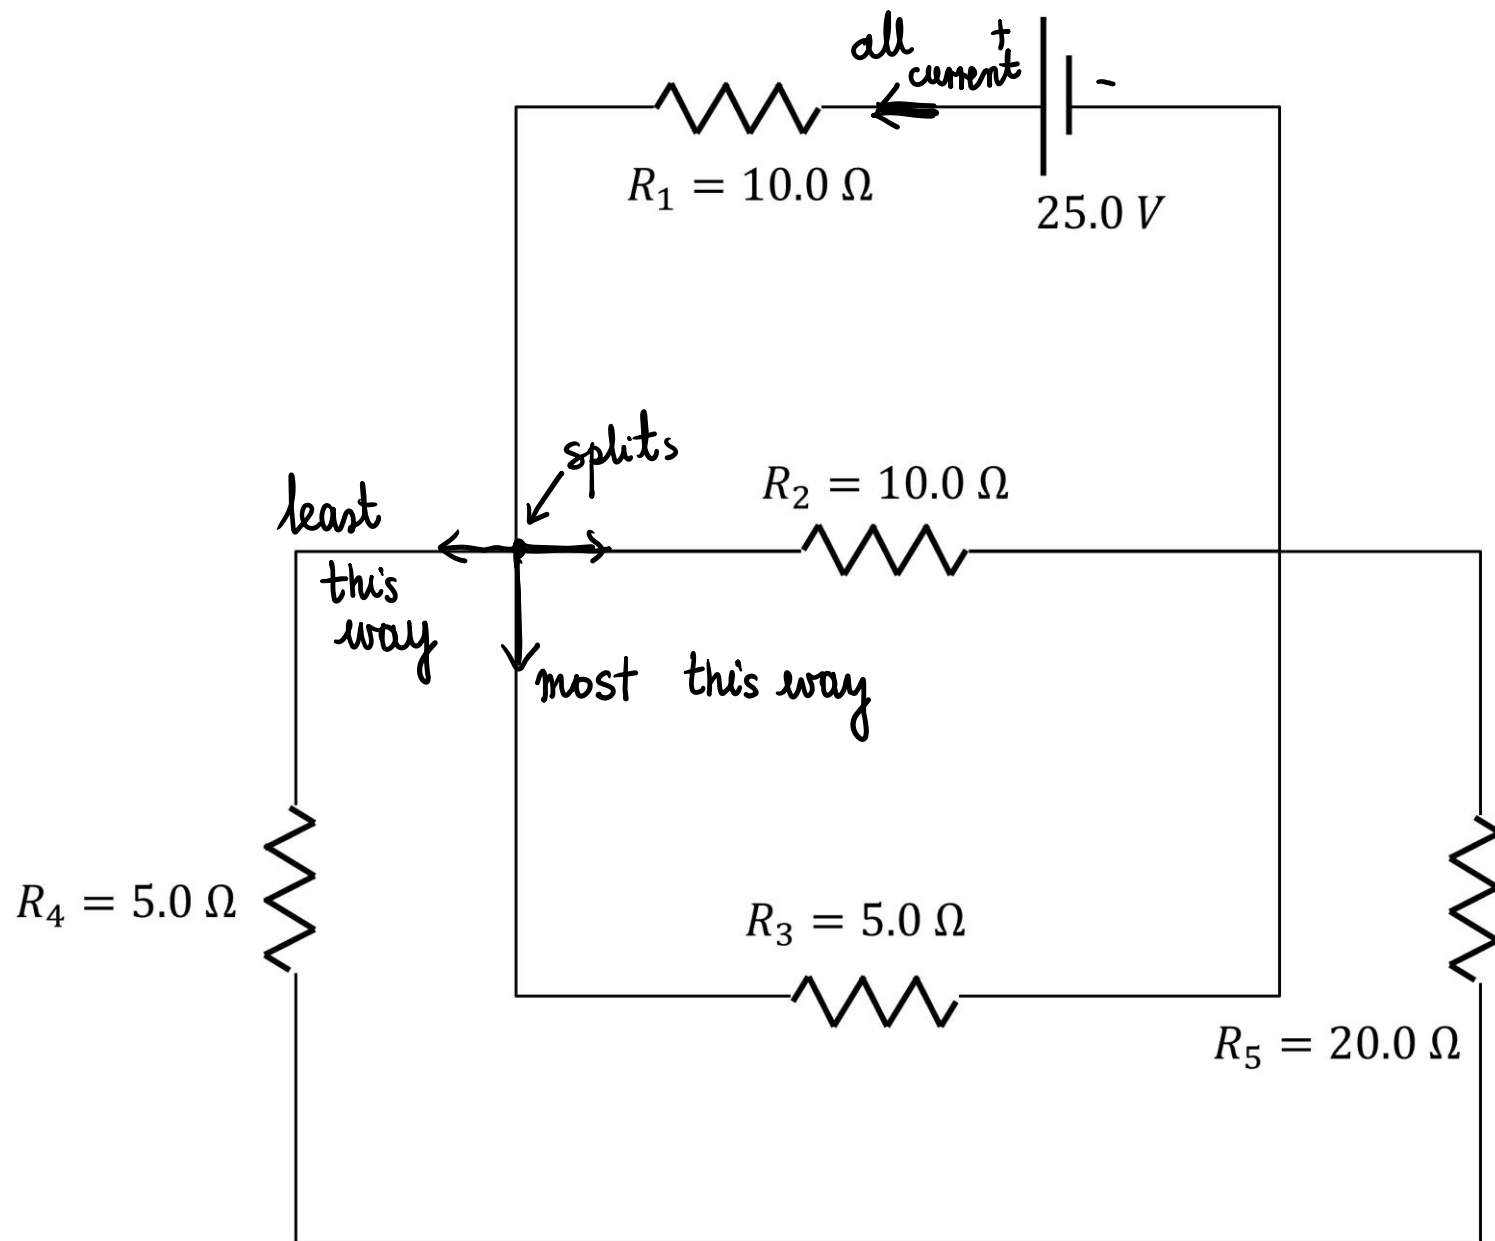 all +
current -
R₁ = 10.0 Ω
25.0 V
splits
R₂ = 10.0 Ω
least
this
way
most this way
R₄ = 5.0 Ω
R₃ = 5.0 Ω
R₅ = 20.0 Ω